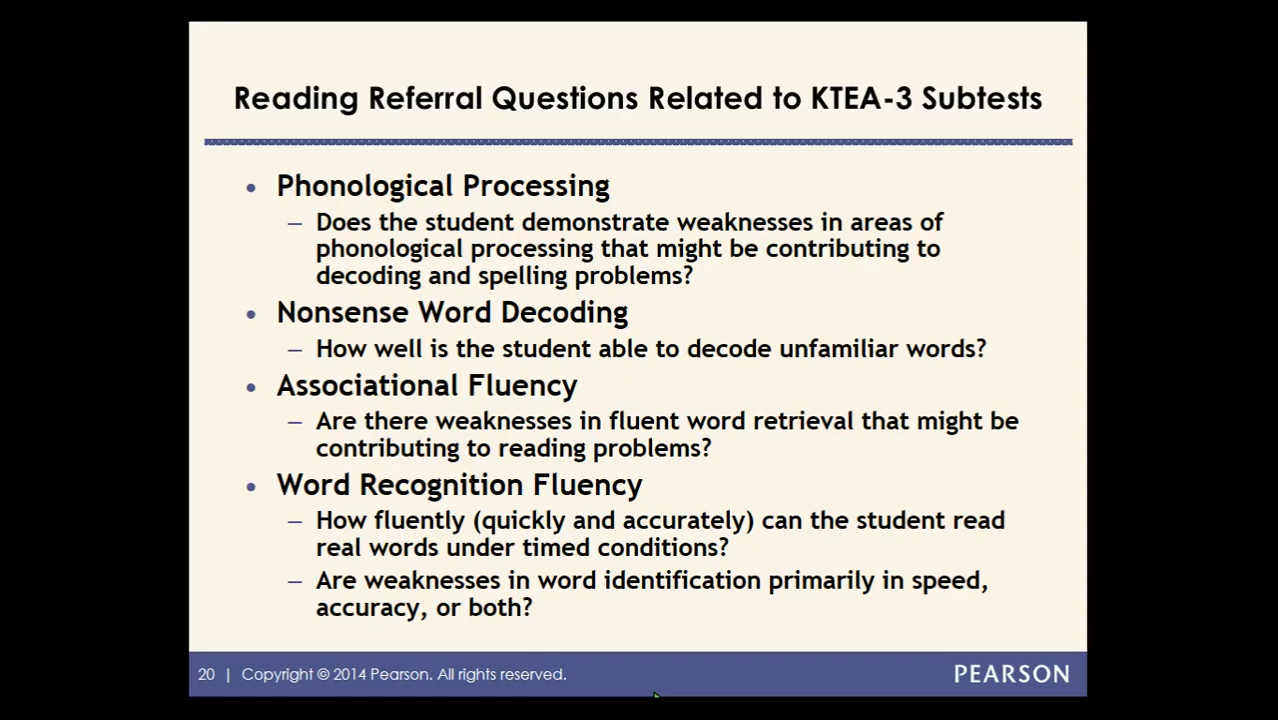 Reading Referral Questions Related to KTEA-3 Subtests
• Phonological Processing
– Does the student demonstrate weaknesses in areas of
phonological processing that might be contributing to
decoding and spelling problems?
• Nonsense Word Decoding
– How well is the student able to decode unfamiliar words?
• Associational Fluency
– Are there weaknesses in fluent word retrieval that might be
contributing to reading problems?
• Word Recognition Fluency
– How fluently (quickly and accurately) can the student read
real words under timed conditions?
– Are weaknesses in word identification primarily in speed,
accuracy, or both?
20 | Copyright © 2014 Pearson. All rights reserved.
PEARSON